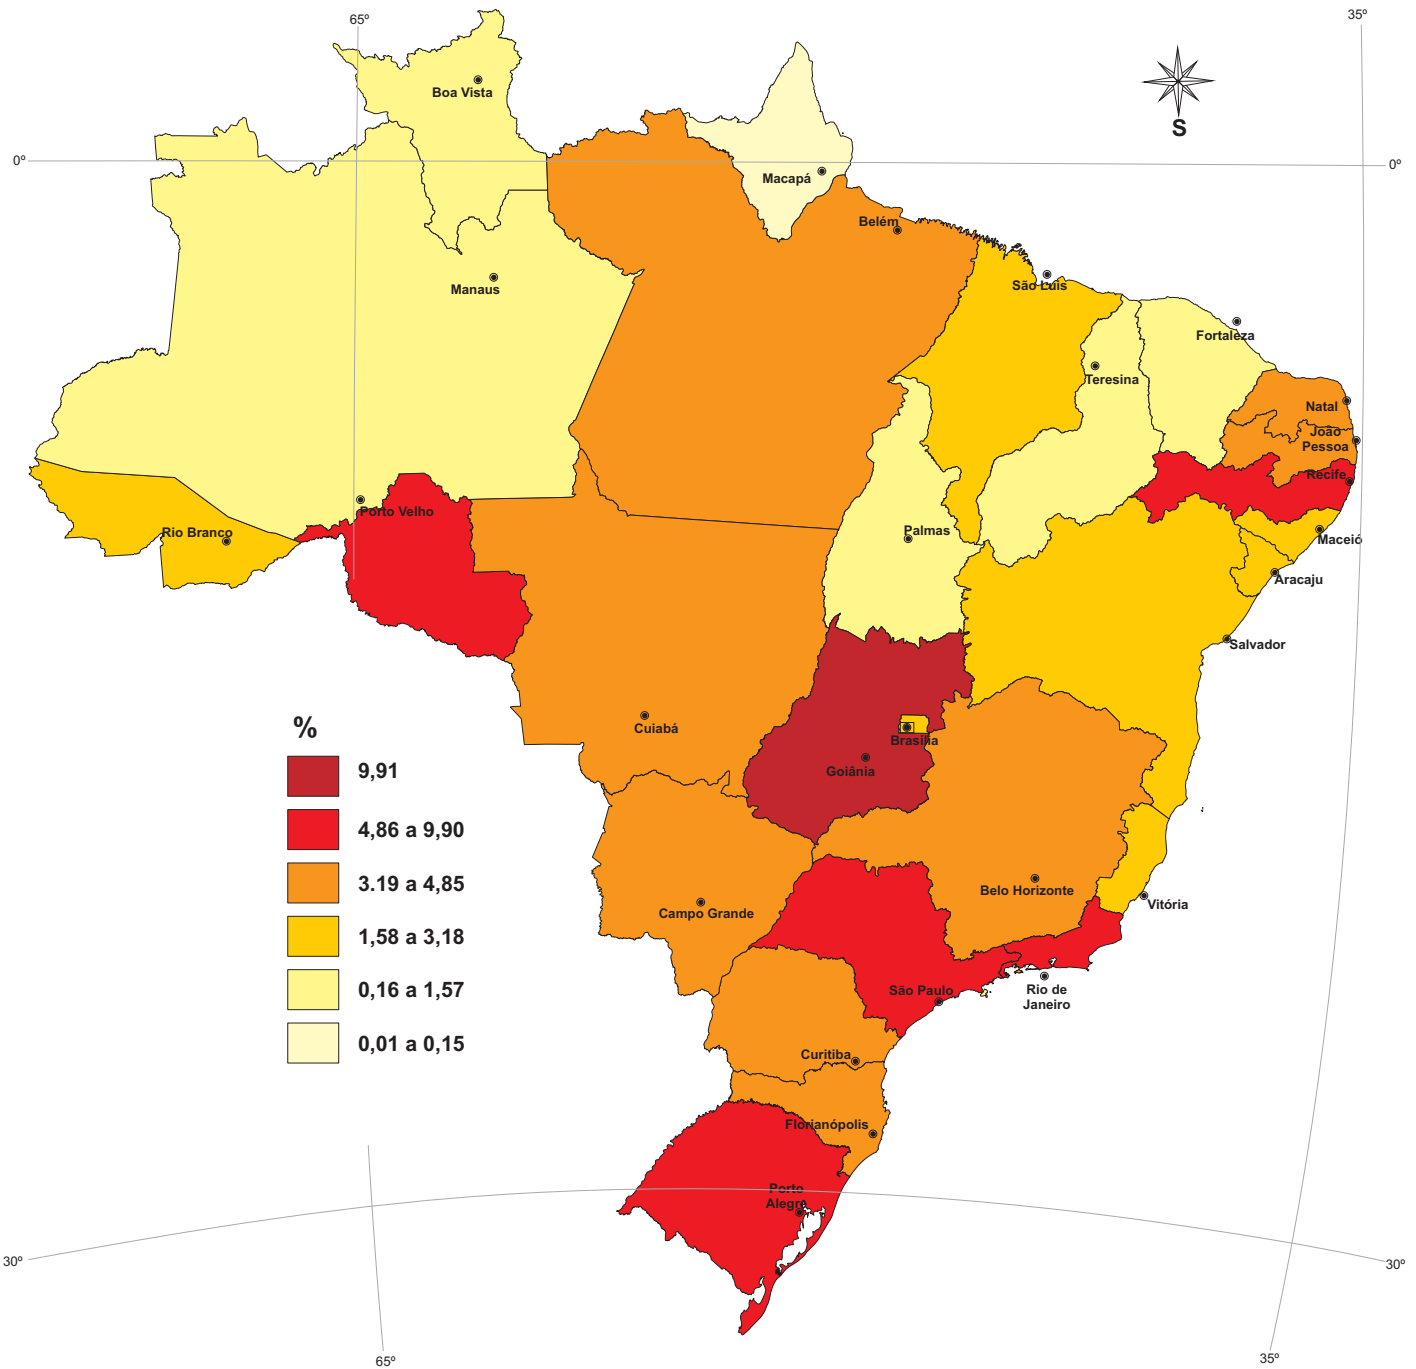 65º
35º
Boa Vista
S
0º
0º
Macapá
Belém
Manaus
São Luis
Fortaleza
Teresina
Natal
João
Pessoa
Recife
Porto Velho
Rio Branco
Palmas
Maceió
Aracaju
Salvador
Cuiabá
Brasília
Goiânia
%
9,91
4,86 a 9,90
3.19 a 4,85
1,58 a 3,18
0,16 a 1,57
0,01 a 0,15
Belo Horizonte
Vitória
Campo Grande
São Paulo
Rio de
Janeiro
Curitiba
Florianópolis
Porto
Alegre
30º
30º
65º
35º